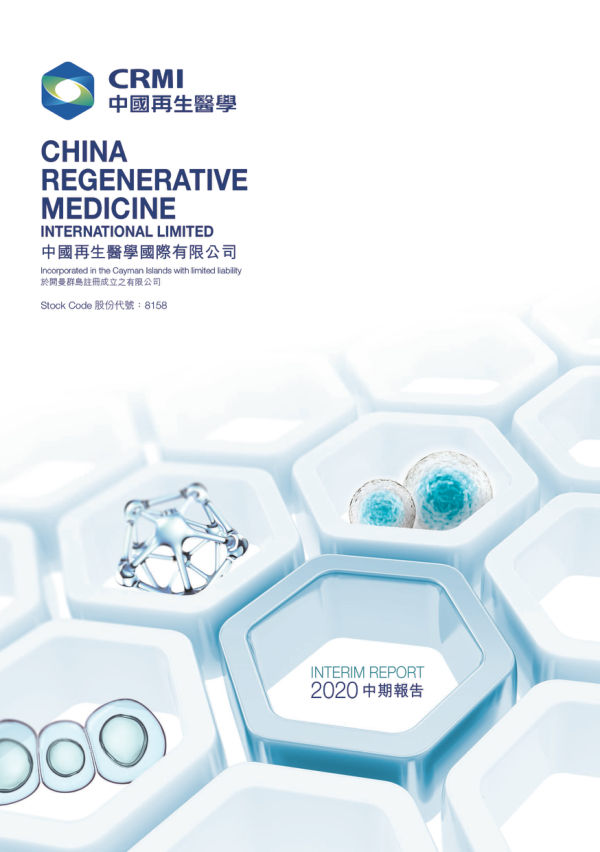 CRMI
中國再生醫學
CHINA
REGENERATIVE
MEDICINE
INTERNATIONAL LIMITED
中國再生醫學國際有限公司
Incorporated in the Cayman Islands with limited liability
於開曼群島註冊成立之有限公司
Stock Code 股份代號：8158
INTERIM REPORT
2020 中期報告